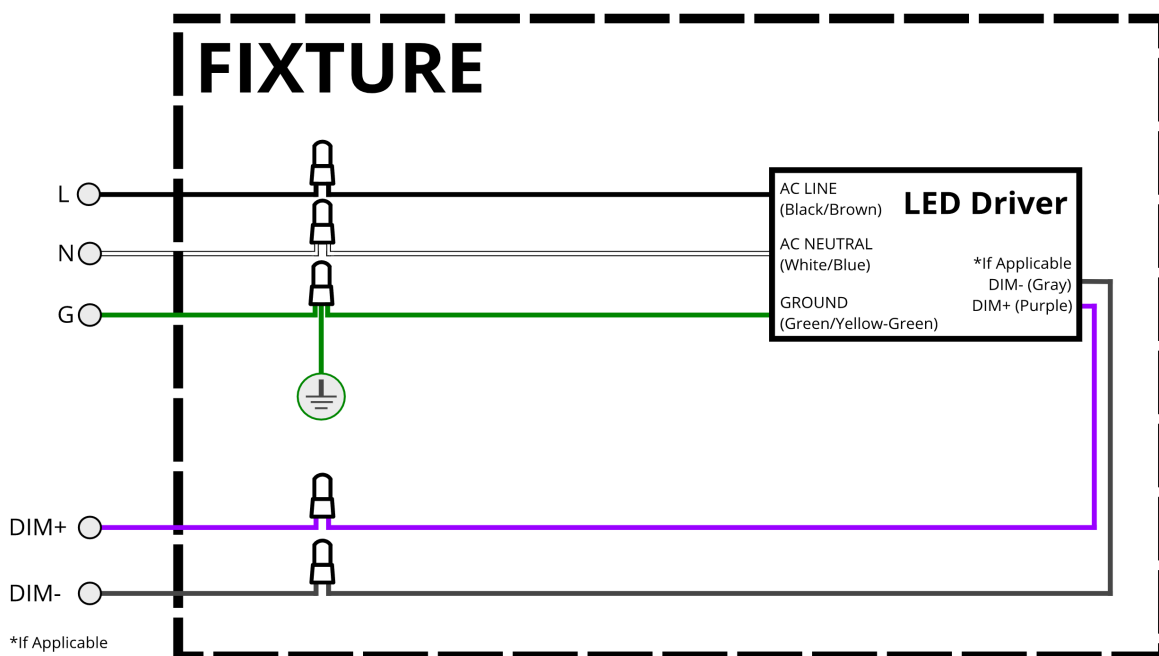 FIXTURE
L
N
G
AC LINE
(Black/Brown)
LED Driver
AC NEUTRAL
(White/Blue)
GROUND
(Green/Yellow-Green)
*If Applicable
DIM- (Gray)
DIM+ (Purple)
DIM+
DIM-
*If Applicable